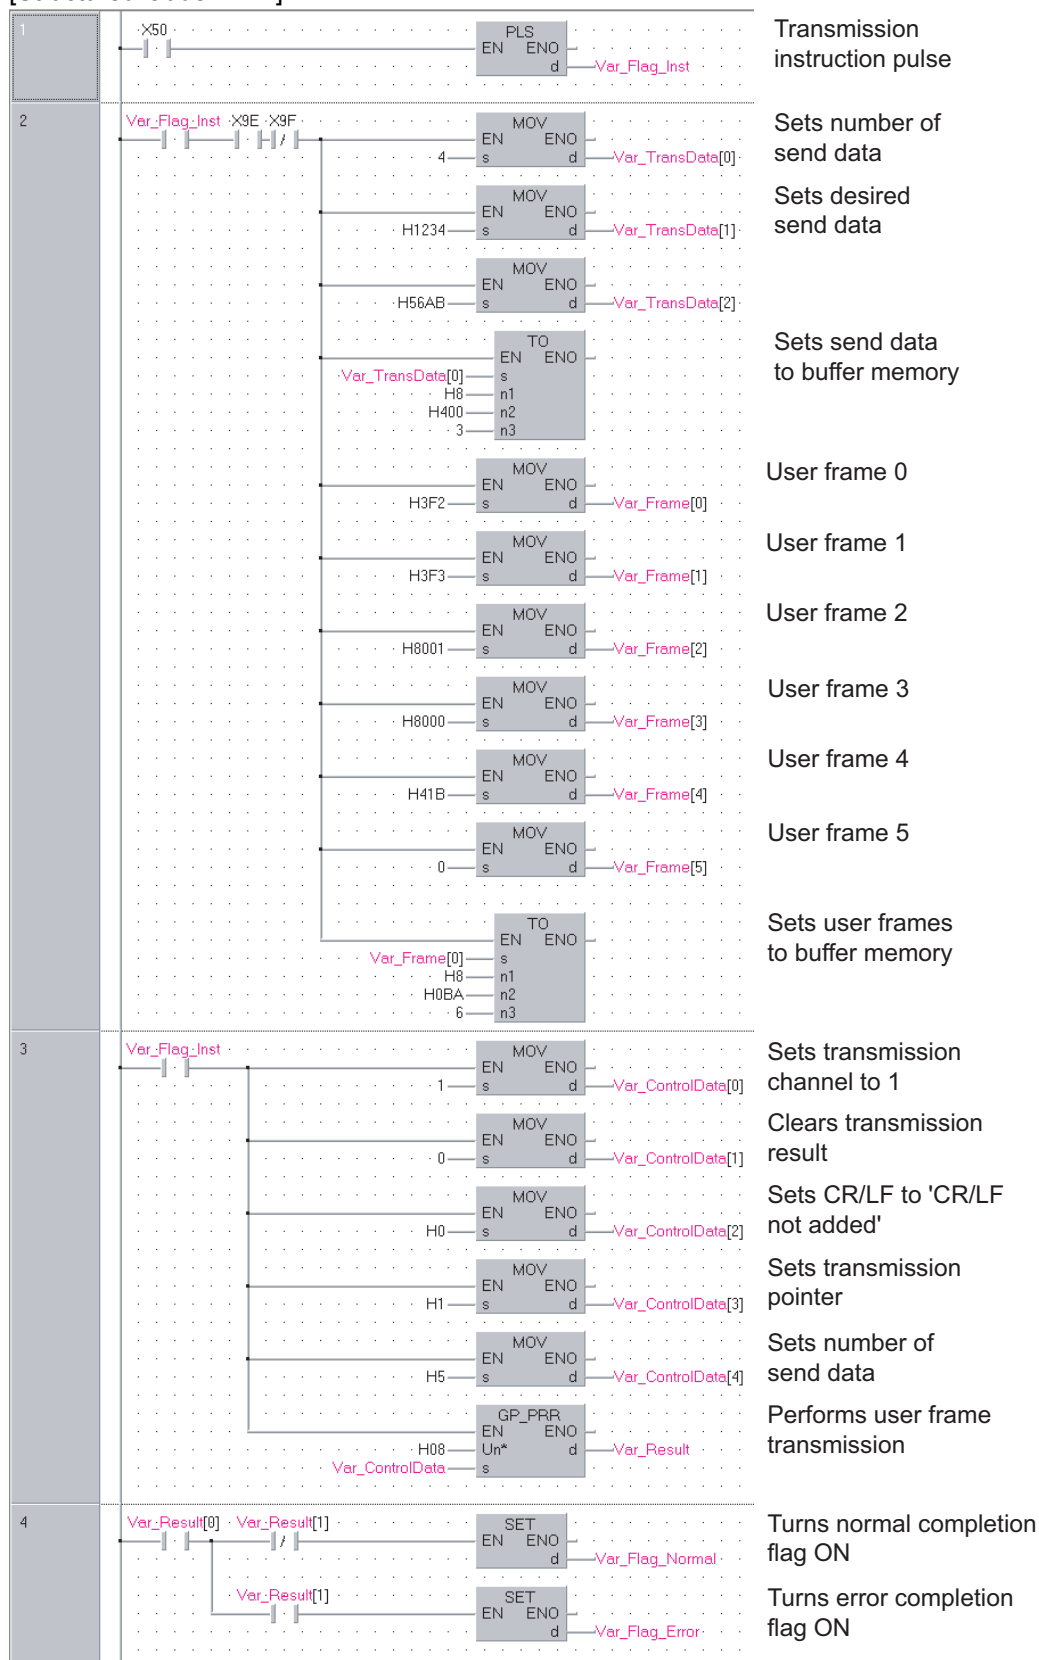 1
X50
PLS
EN ENO
d
Var_Flag_Inst
Transmission
instruction pulse
2
Var_Flag_Inst X9E X9F
MOV
EN ENO
4 s d Var_TransData[0]
Sets number of
send data
MOV
EN ENO
H1234 s d Var_TransData[1]
Sets desired
send data
MOV
EN ENO
H56AB s d Var_TransData[2]
TO
EN ENO
Var_TransData[0] s
H8 n1
H400 n2
3 n3
Sets send data
to buffer memory
MOV
EN ENO
H3F2 s d Var_Frame[0]
User frame 0
MOV
EN ENO
H3F3 s d Var_Frame[1]
User frame 1
MOV
EN ENO
H8001 s d Var_Frame[2]
User frame 2
MOV
EN ENO
H8000 s d Var_Frame[3]
User frame 3
MOV
EN ENO
H41B s d Var_Frame[4]
User frame 4
MOV
EN ENO
0 s d Var_Frame[5]
User frame 5
TO
EN ENO
Var_Frame[0] s
H8 n1
H0BA n2
6 n3
Sets user frames
to buffer memory
3
Var_Flag_Inst
MOV
EN ENO
1 s d Var_ControlData[0]
Sets transmission
channel to 1
MOV
EN ENO
0 s d Var_ControlData[1]
Clears transmission
result
MOV
EN ENO
H0 s d Var_ControlData[2]
Sets CR/LF to 'CR/LF
not added'
MOV
EN ENO
H1 s d Var_ControlData[3]
Sets transmission
pointer
MOV
EN ENO
H5 s d Var_ControlData[4]
Sets number of
send data
GP_PRR
EN ENO
H08 Un* d Var_Result
Var_ControlData s
Performs user frame
transmission
4
Var_Result[0] Var_Result[1]
SET
EN ENO
d Var_Flag_Normal
Turns normal completion
flag ON
Var_Result[1]
SET
EN ENO
d Var_Flag_Error
Turns error completion
flag ON